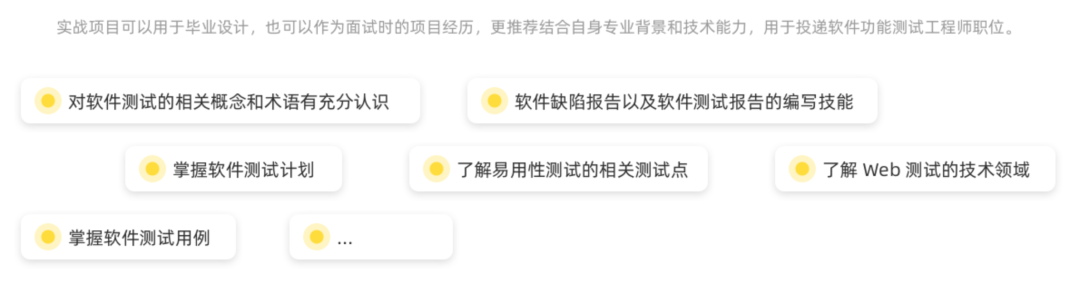 实战项目可以用于毕业设计，也可以作为面试时的项目经历，更推荐结合自身专业背景和技术能力，用于投递软件功能测试工程师职位。
对软件测试的相关概念和术语有充分认识
软件缺陷报告以及软件测试报告的编写技能
掌握软件测试计划
了解易用性测试的相关测试点
了解 Web 测试的技术领域
掌握软件测试用例
...